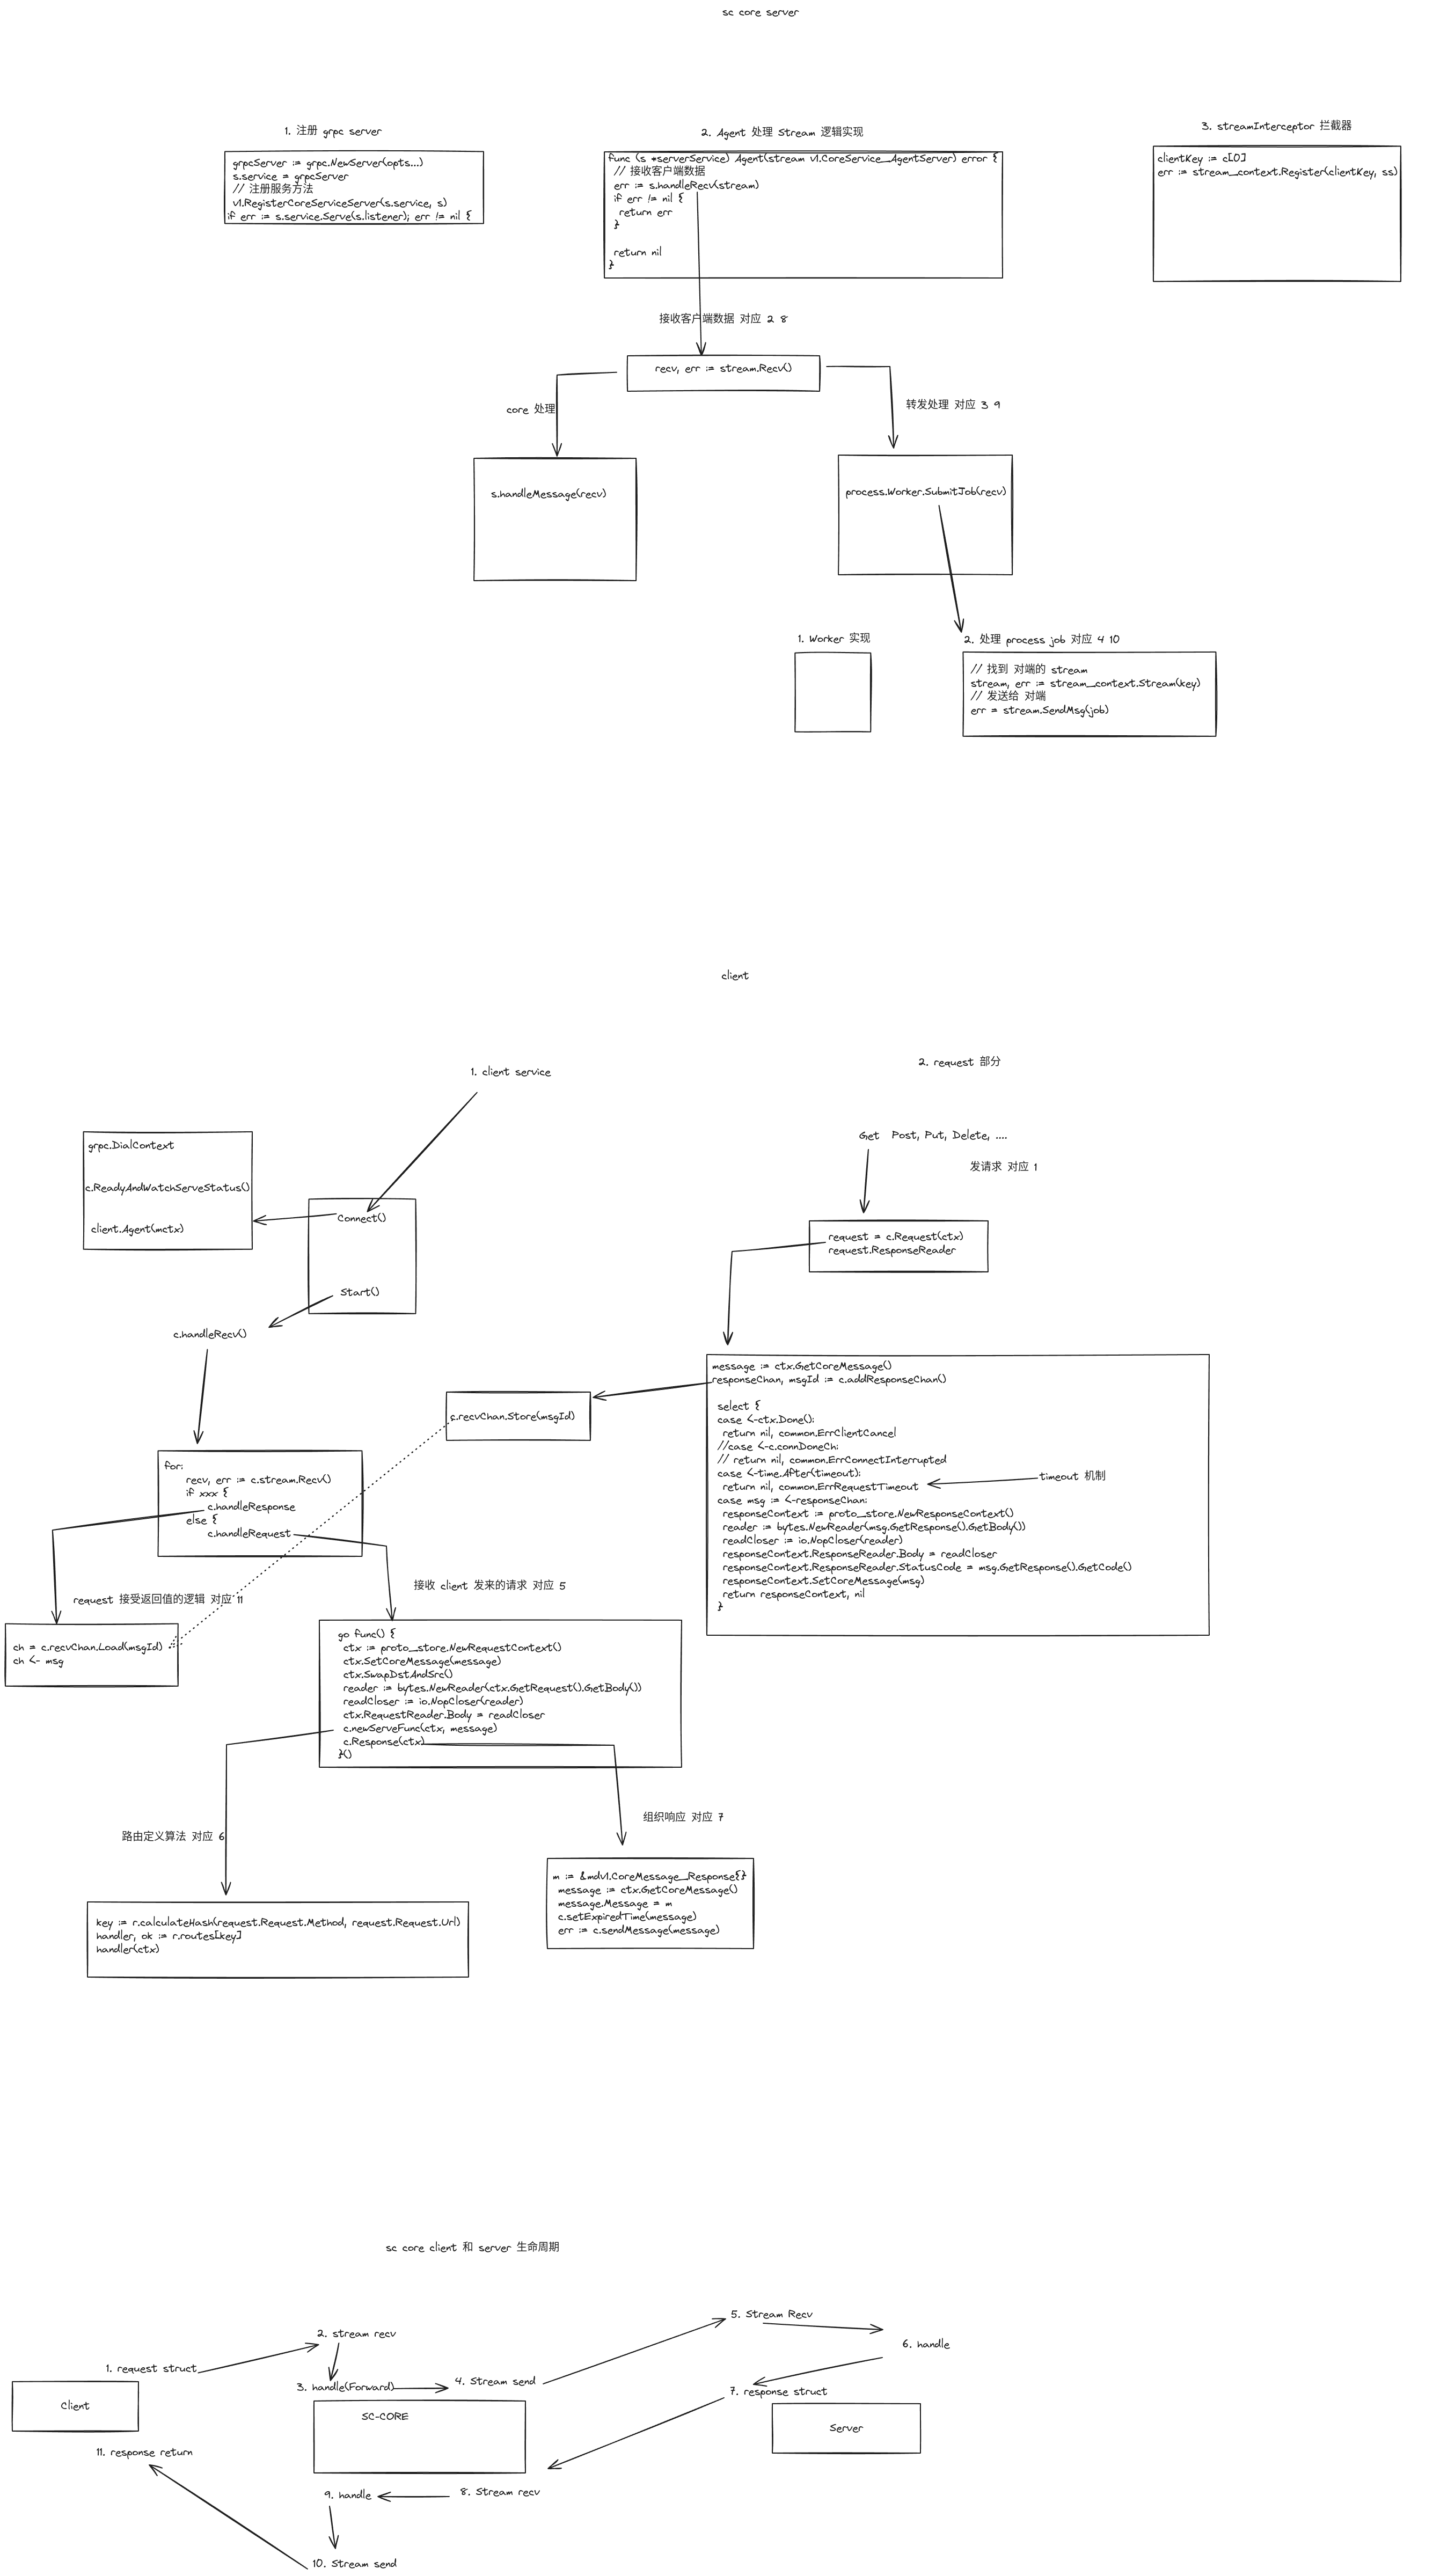 sc core server
1. 注册 grpc server
grpcServer := grpc.NewServer(opts...)
s.service = grpcServer
// 注册服务方法
v1.RegisterCoreServiceServer(s.service, s)
if err := s.service.Serve(s.listener); err != nil {
2. Agent 处理 Stream 逻辑实现
func (s *serverService) Agent(stream v1.CoreService_AgentServer) error {
// 接收客户端数据
err := s.handleRecv(stream)
if err != nil {
return err
}
return nil
}
3. streamInterceptor 拦截器
clientKey := c[0]
err := stream_context.Register(clientKey, ss)
接收客户端数据 对应 2 8
recv, err := stream.Recv()
core 处理
转发处理 对应 3 9
s.handleMessage(recv)
process.Worker.SubmitJob(recv)
1. Worker 实现
2. 处理 process job 对应 4 10
// 找到 对端的 stream
stream, err := stream_context.Stream(key)
// 发送给 对端
err = stream.SendMsg(job)
client
1. client service
2. request 部分
grpc.DialContext
c.ReadyAndWatchServeStatus()
client.Agent(mctx)
Connect()
Start()
c.handleRecv()
Get  Post, Put, Delete, ....
发请求 对应 1
request = c.Request(ctx)
request.ResponseReader
message := ctx.GetCoreMessage()
responseChan, msgId := c.addResponseChan()
select {
case <-ctx.Done():
return nil, common.ErrClientCancel
//case <-c.connDoneCh:
// return nil, common.ErrConnectInterrupted
case <-time.After(timeout):
return nil, common.ErrRequestTimeout
case msg := <-responseChan:
responseContext := proto_store.NewResponseContext()
reader := bytes.NewReader(msg.GetResponse().GetBody())
readCloser := io.NopCloser(reader)
responseContext.ResponseReader.Body = readCloser
responseContext.ResponseReader.StatusCode = msg.GetResponse().GetCode()
responseContext.SetCoreMessage(msg)
return responseContext, nil
}
timeout 机制
c.recvChan.Store(msgId)
for:
recv, err := c.stream.Recv()
if xxx {
c.handleResponse
else {
c.handleRequest
request 接受返回值的逻辑 对应 11
接收 client 发来的请求 对应 5
ch = c.recvChan.Load(msgId)
ch <- msg
go func() {
ctx := proto_store.NewRequestContext()
ctx.SetCoreMessage(message)
ctx.SwapDstAndSrc()
reader := bytes.NewReader(ctx.GetRequest().GetBody())
readCloser := io.NopCloser(reader)
ctx.RequestReader.Body = readCloser
c.newServeFunc(ctx, message)
c.Response(ctx)
}()
路由定义算法 对应 6
组织响应 对应 7
key := r.calculateHash(request.Request.Method, request.Request.Url)
handler, ok := r.routes[key]
handler(ctx)
m := &mdv1.CoreMessage_Response{}
message := ctx.GetCoreMessage()
message.Message = m
c.setExpiredTime(message)
err := c.sendMessage(message)
sc core client 和 server 生命周期
1. request struct
2. stream recv
3. handle(Forward)
4. Stream send
5. Stream Recv
6. handle
7. response struct
Client
SC-CORE
Server
11. response return
9. handle
8. Stream recv
10. Stream send